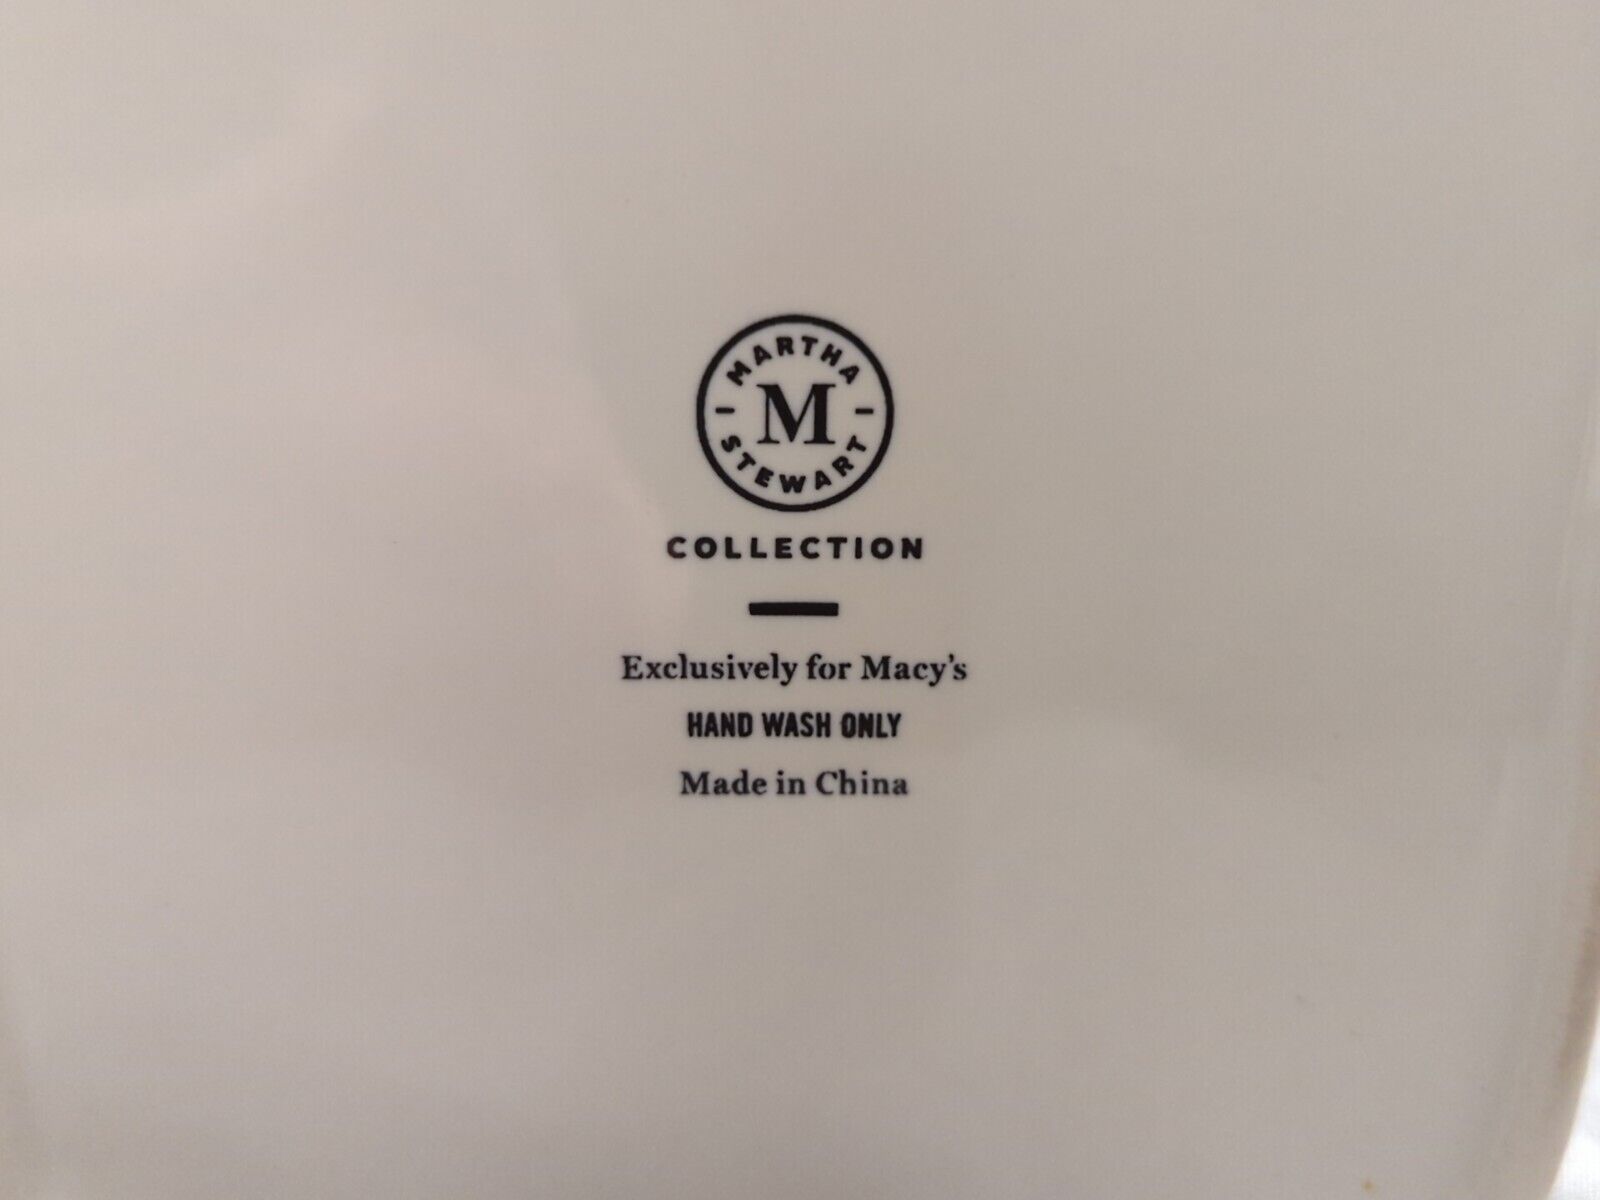 MARTHA
M
STEWART
COLLECTION
Exclusively for Macy's
HAND WASH ONLY
Made in China